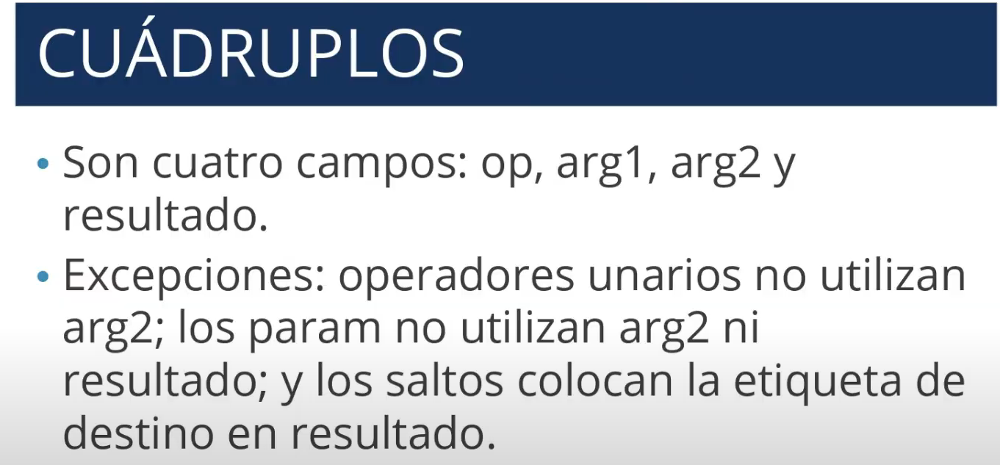 CUÁDRUPLOS
• Son cuatro campos: op, arg1, arg2 y
resultado.
• Excepciones: operadores unarios no utilizan
arg2; los param no utilizan arg2 ni
resultado; y los saltos colocan la etiqueta de
destino en resultado.